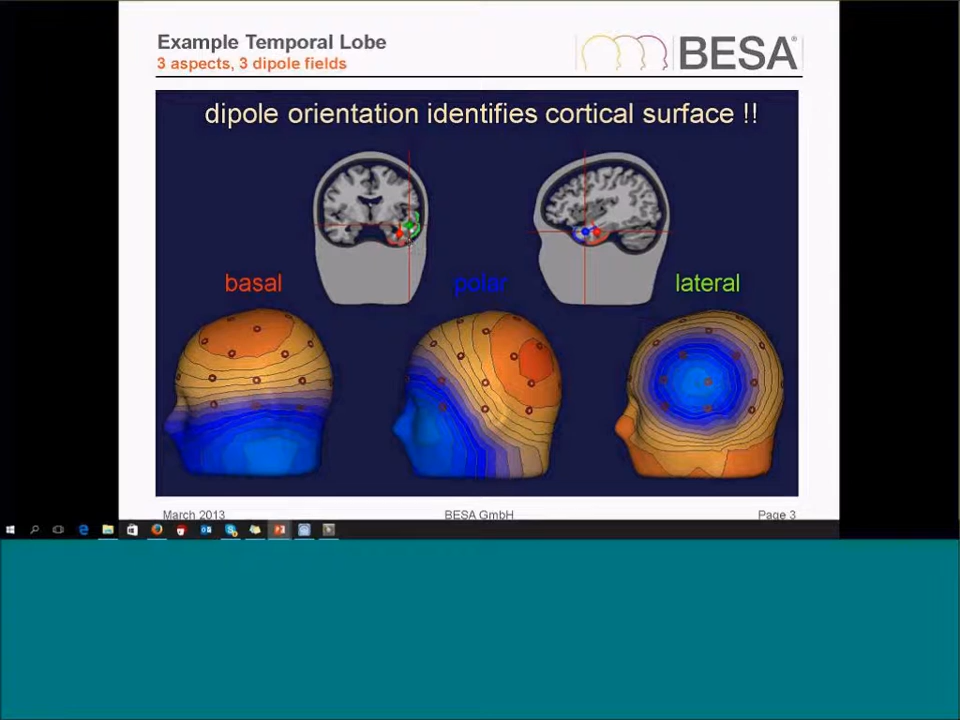 Example Temporal Lobe
3 aspects, 3 dipole fields
BESA®
dipole orientation identifies cortical surface !!
basal
polar
lateral
March 2013
BESA GmbH
Page 3